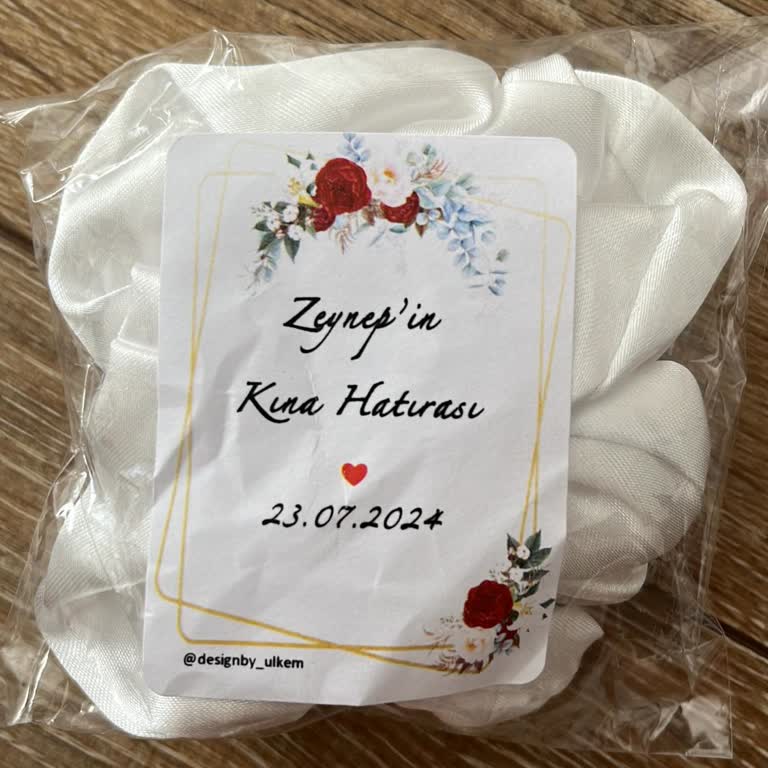 Zeynep'in
Kına Hatırası
23.07.2024
@designby_ulkem